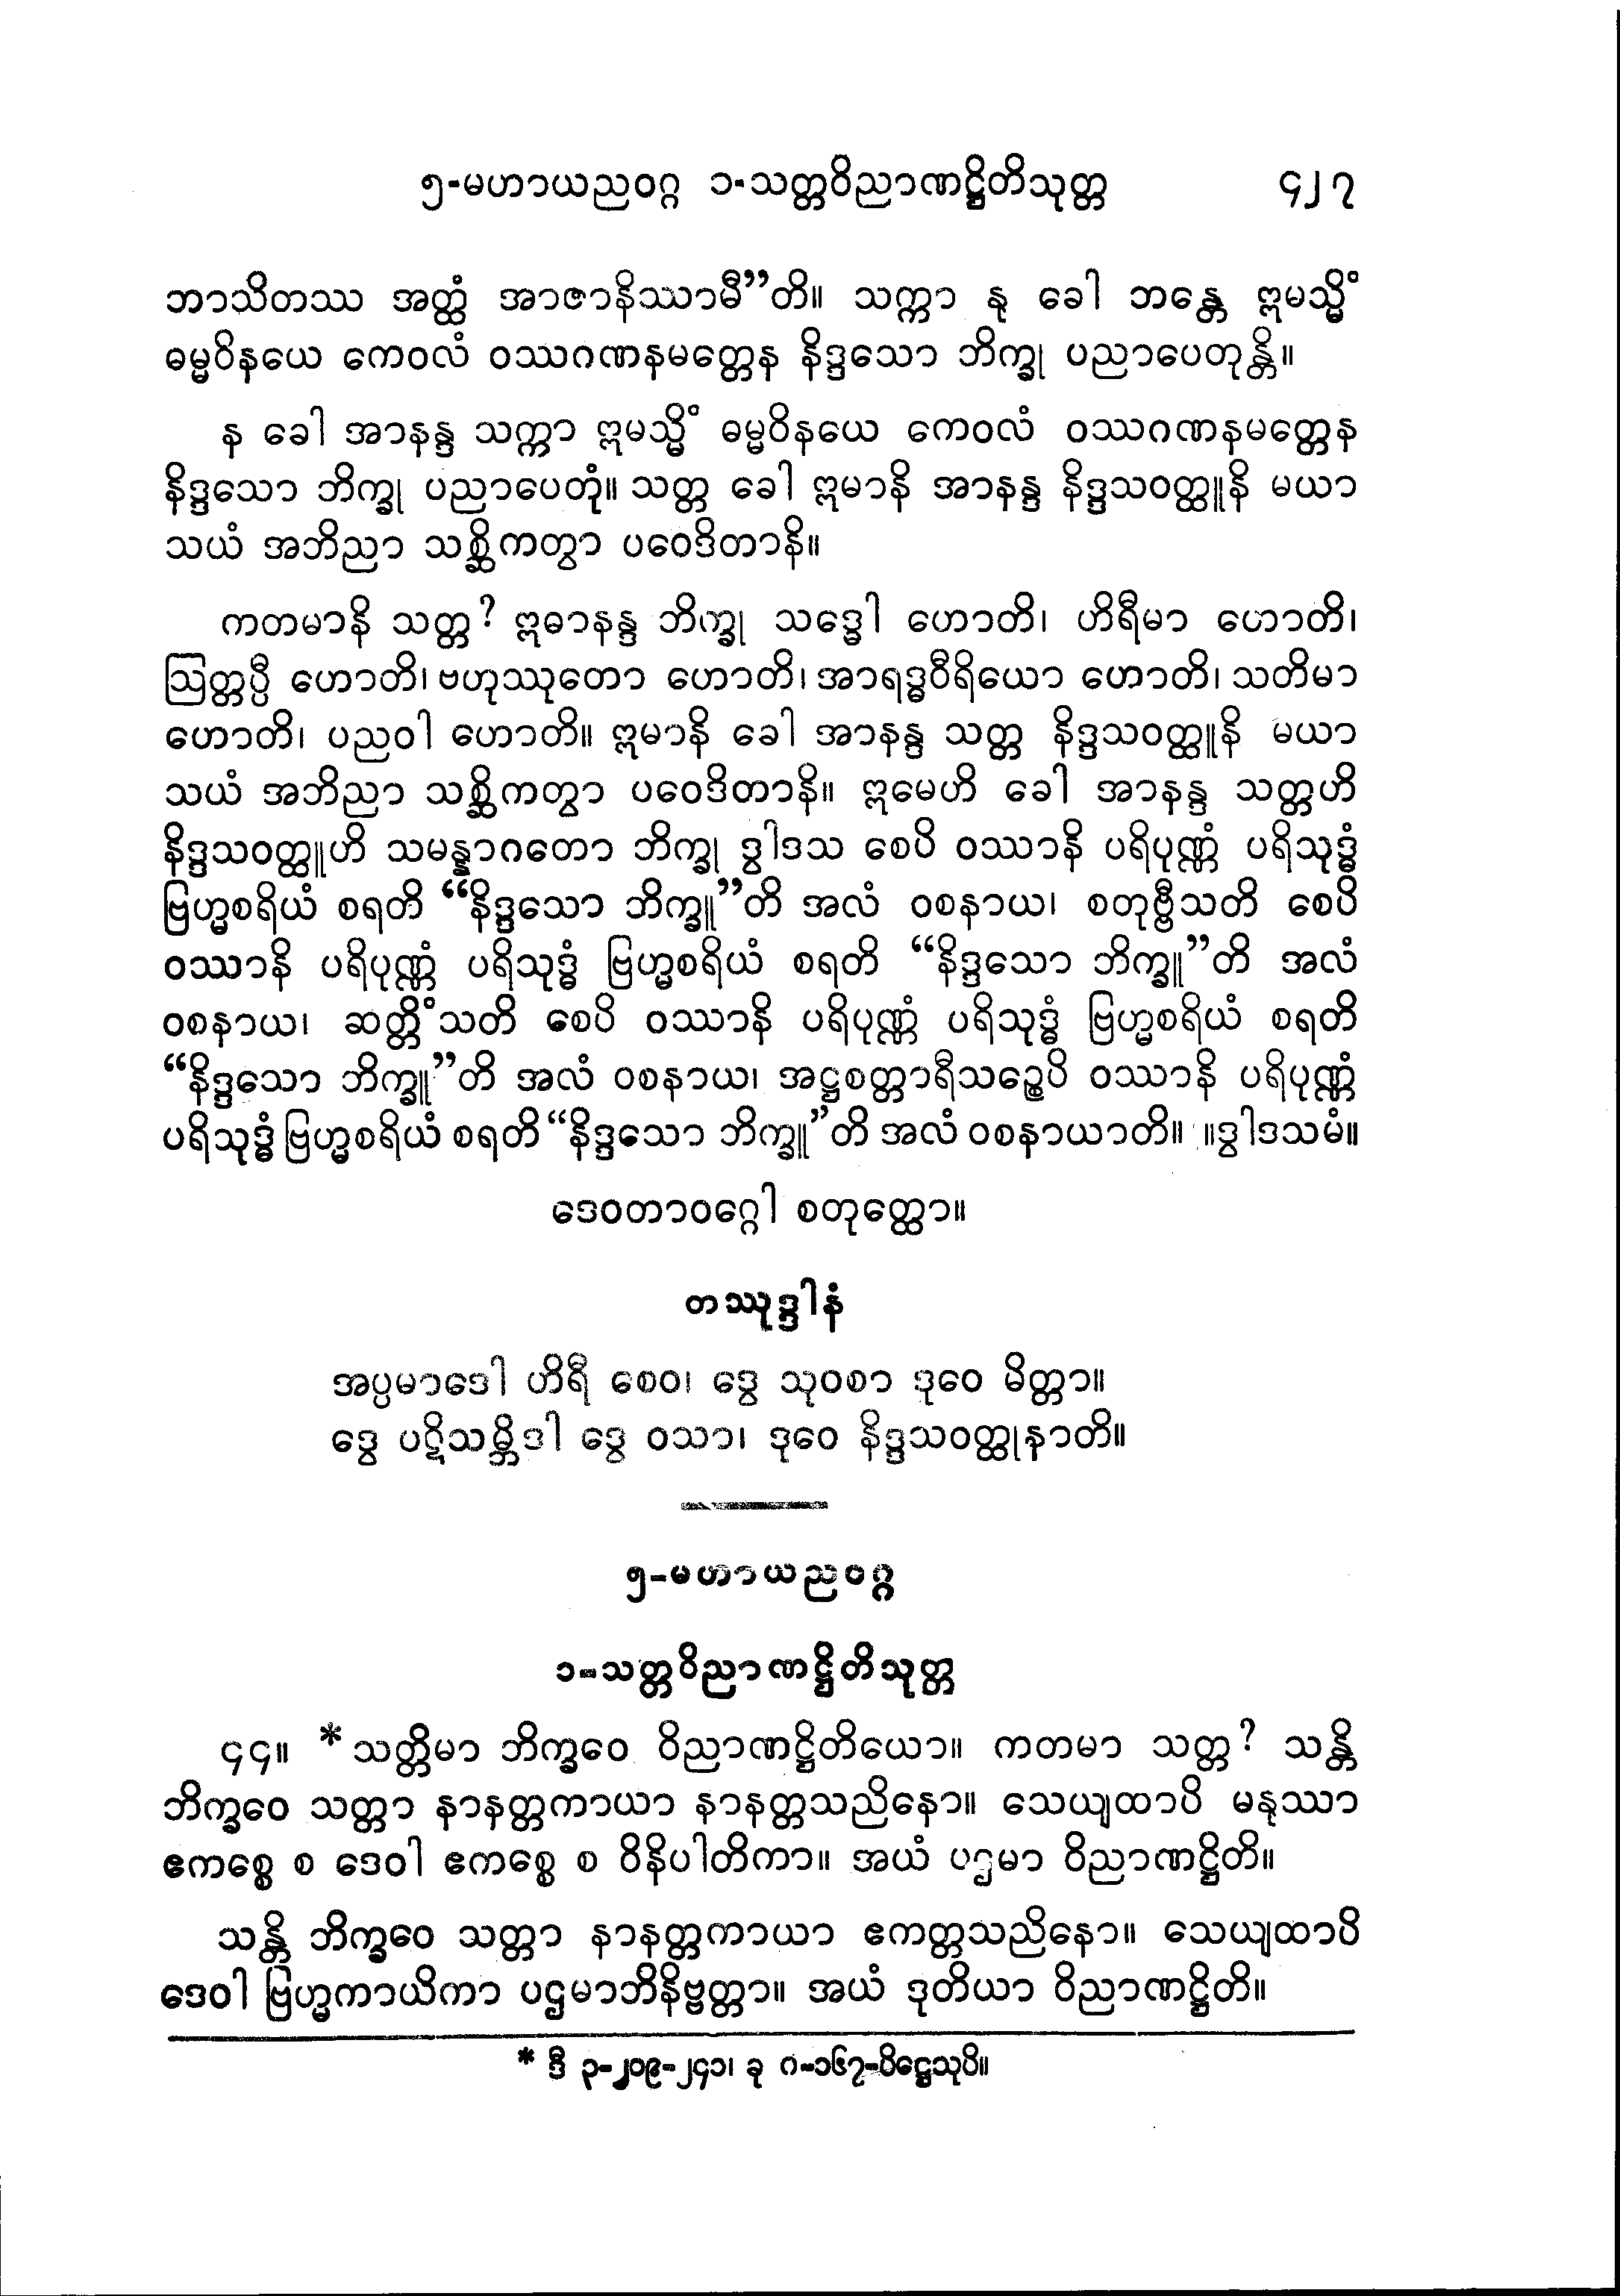 ၅-မဟာယညဝဂ္ဂ ၁-သတ္တဝိညာဏဋ္ဌိတိသုတ္တ ၄၂၇
ဘာသိတဿ အတ္ထံ အာဇာနိဿာမီ”တိ။ သက္ကာ နု ခေါ ဘန္တေ ဣမသ္မိံ
ဓမ္မဝိနယေ ကေဝလံ ဝဿဂဏနမတ္တေန နိဒ္ဒသော ဘိက္ခု ပညာပေတုန္တိ။
န ခေါ အာနန္ဒ သက္ကာ ဣမသ္မိံ ဓမ္မဝိနယေ ကေဝလံ ဝဿဂဏနမတ္တေန
နိဒ္ဒသော ဘိက္ခု ပညာပေတုံ။ သတ္တ ခေါ ဣမာနိ အာနန္ဒ နိဒ္ဒသဝတ္ထူနိ မယာ
သယံ အဘိညာ သစ္ဆိကတွာ ပဝေဒိတာနိ။
ကတမာနိ သတ္တ? ဣဓာနန္ဒ ဘိက္ခု သဒ္ဓေါ ဟောတိ၊ ဟိရီမာ ဟောတိ၊
ဩတ္တပ္ပီ ဟောတိ၊ ဗဟုဿုတော ဟောတိ၊ အာရဒ္ဓဝီရိယော ဟောတိ၊ သတိမာ
ဟောတိ၊ ပညဝါ ဟောတိ။ ဣမာနိ ခေါ အာနန္ဒ သတ္တ နိဒ္ဒသဝတ္ထူနိ မယာ
သယံ အဘိညာ သစ္ဆိကတွာ ပဝေဒိတာနိ။ ဣမေဟိ ခေါ အာနန္ဒ သတ္တဟိ
နိဒ္ဒသဝတ္ထူဟိ သမန္နာဂတော ဘိက္ခု ဒွါဒသ စေပိ ဝဿာနိ ပရိပုဏ္ဏံ ပရိသုဒ္ဓံ
ဗြဟ္မစရိယံ စရတိ “နိဒ္ဒသော ဘိက္ခူ”တိ အလံ ဝစနာယ၊ စတုဗ္ဗီသတိ စေပိ
ဝဿာနိ ပရိပုဏ္ဏံ ပရိသုဒ္ဓံ ဗြဟ္မစရိယံ စရတိ “နိဒ္ဒသော ဘိက္ခူ”တိ အလံ
ဝစနာယ၊ ဆတ္တိံသတိ စေပိ ဝဿာနိ ပရိပုဏ္ဏံ ပရိသုဒ္ဓံ ဗြဟ္မစရိယံ စရတိ
“နိဒ္ဒသော ဘိက္ခူ”တိ အလံ ဝစနာယ၊ အဋ္ဌစတ္တာရီသဉ္စေပိ ဝဿာနိ ပရိပုဏ္ဏံ
ပရိသုဒ္ဓံ ဗြဟ္မစရိယံ စရတိ “နိဒ္ဒသော ဘိက္ခူ”တိ အလံ ဝစနာယာတိ။ ။ဒွါဒသမံ။
ဒေဝတာဝဂ္ဂေါ စတုတ္ထော။
တဿုဒ္ဒါနံ
အပ္ပမာဒေါ ဟိရီ စေဝ၊ ဒွေ သုဝစာ ဒုဝေ မိတ္တာ။
ဒွေ ပဋိသမ္ဘိဒါ ဒွေ ဝသာ၊ ဒုဝေ နိဒ္ဒသဝတ္ထုနာတိ။
၅-မဟာယညဝဂ္ဂ
၁-သတ္တဝိညာဏဋ္ဌိတိသုတ္တ
၄၄။ *သတ္တိမာ ဘိက္ခဝေ ဝိညာဏဋ္ဌိတိယော။ ကတမာ သတ္တ? သန္တိ
ဘိက္ခဝေ သတ္တာ နာနတ္တကာယာ နာနတ္တသညိနော။ သေယျထာပိ မနုဿာ
ဧကစ္စေ စ ဒေဝါ ဧကစ္စေ စ ဝိနိပါတိကာ။ အယံ ပဌမာ ဝိညာဏဋ္ဌိတိ။
သန္တိ ဘိက္ခဝေ သတ္တာ နာနတ္တကာယာ ဧကတ္တသညိနော။ သေယျထာပိ
ဒေဝါ ဗြဟ္မကာယိကာ ပဌမာဘိနိဗ္ဗတ္တာ။ အယံ ဒုတိယာ ဝိညာဏဋ္ဌိတိ။
* ဒီ ၃-၂၀၉-၂၄၁၊ ခု ဂ-၁၆၇-ပိဋ္ဌေသုပိ။